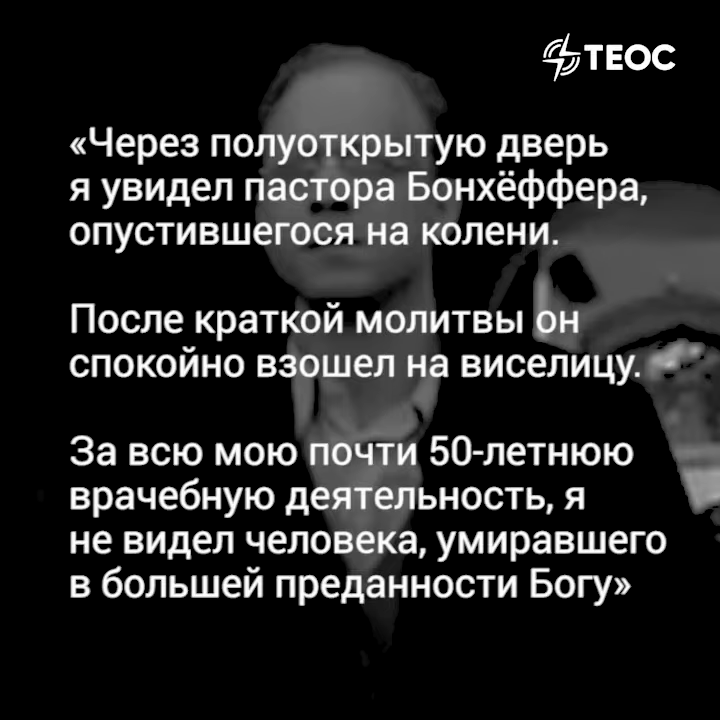 ТЕОС
«Через полуоткрытую дверь
я увидел пастора Бонхёффера,
опустившегося на колени.
После краткой молитвы он
спокойно взошел на виселицу.
За всю мою почти 50-летнюю
врачебную деятельность, я
не видел человека, умиравшего
в большей преданности Богу»